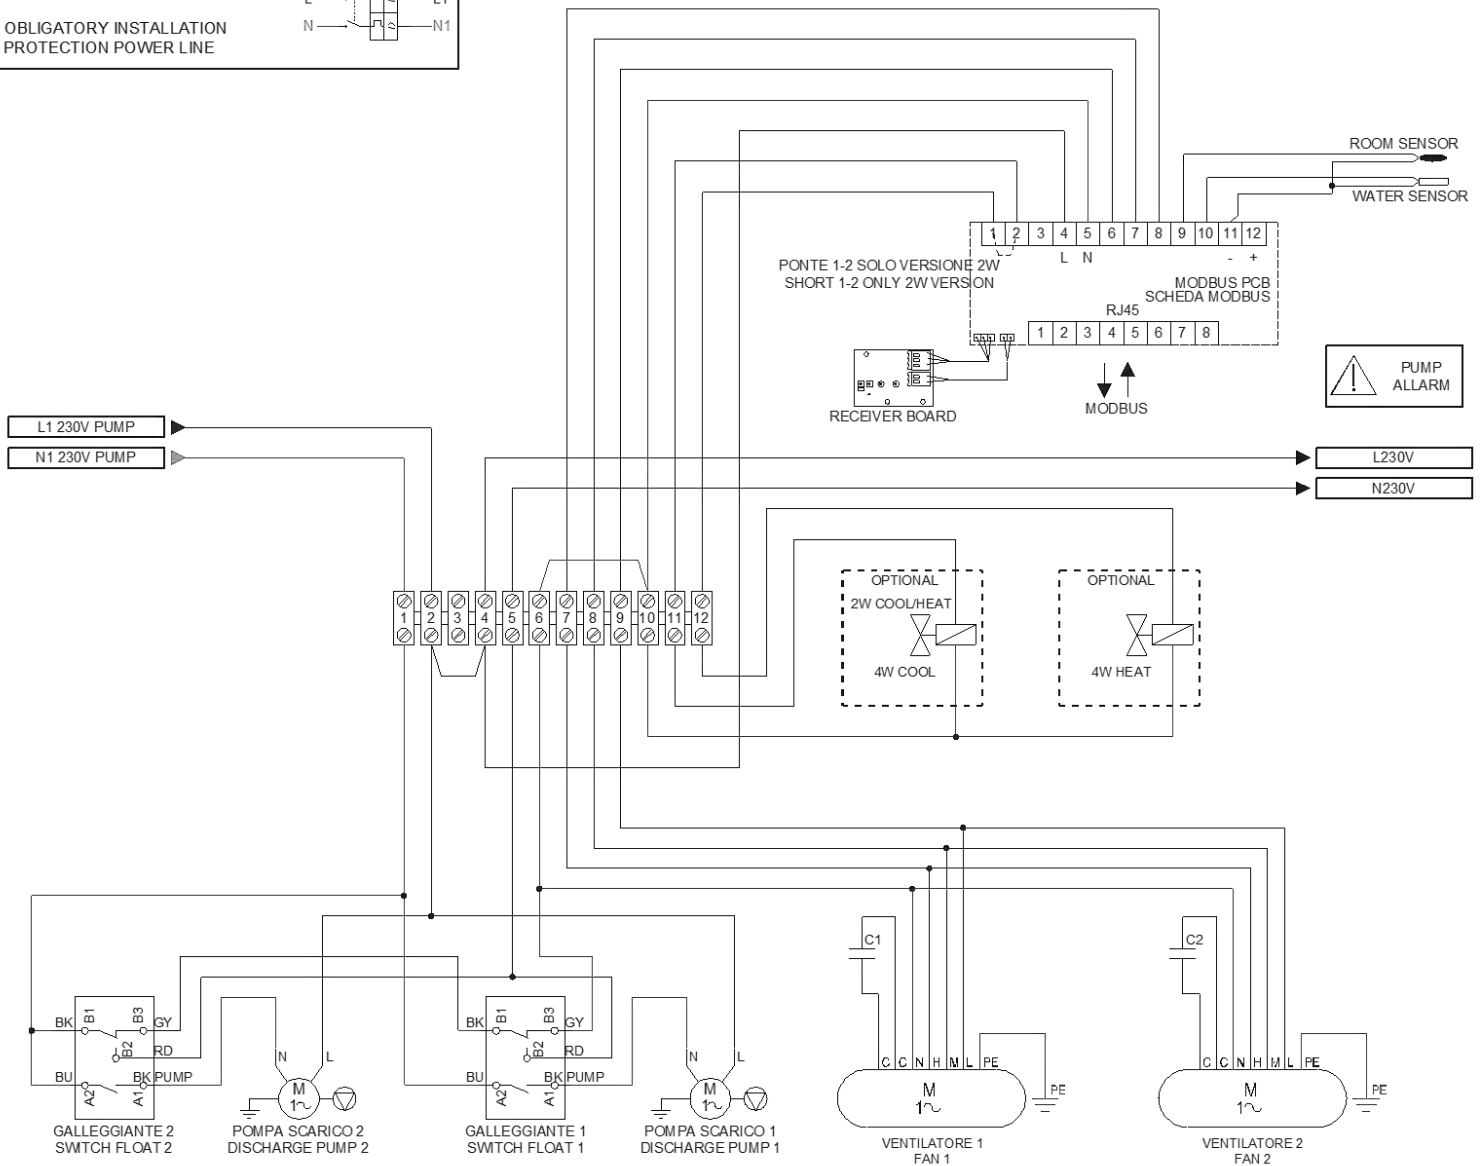 L1
OBLIGATORY INSTALLATION
PROTECTION POWER LINE
N
N1
ROOM SENSOR
WATER SENSOR
1 2 3 4 5 6 7 8 9 10 11 12
L N
- +
PONTE 1-2 SOLO VERSIONE 2W
SHORT 1-2 ONLY 2W VERSION
MODBUS PCB
SCHEDA MODBUS
RJ45
1 2 3 4 5 6 7 8
RECEIVER BOARD
MODBUS
PUMP
ALLARM
L1 230V PUMP
N1 230V PUMP
L230V
N230V
1 2 3 4 5 6 7 8 9 10 11 12
OPTIONAL
2W COOL/HEAT
4W COOL
OPTIONAL
4W HEAT
C1
C2
BK
B1
B3
GY
B2
RD
BU
A2
A1
BK PUMP
N
L
M
1~
BK
B1
B3
GY
B2
RD
BU
A2
A1
BK PUMP
N
L
M
1~
C C N H M L PE
M
1~
PE
C C N H M L PE
M
1~
PE
GALLEGGIANTE 2
SWITCH FLOAT 2
POMPA SCARICO 2
DISCHARGE PUMP 2
GALLEGGIANTE 1
SWITCH FLOAT 1
POMPA SCARICO 1
DISCHARGE PUMP 1
VENTILATORE 1
FAN 1
VENTILATORE 2
FAN 2